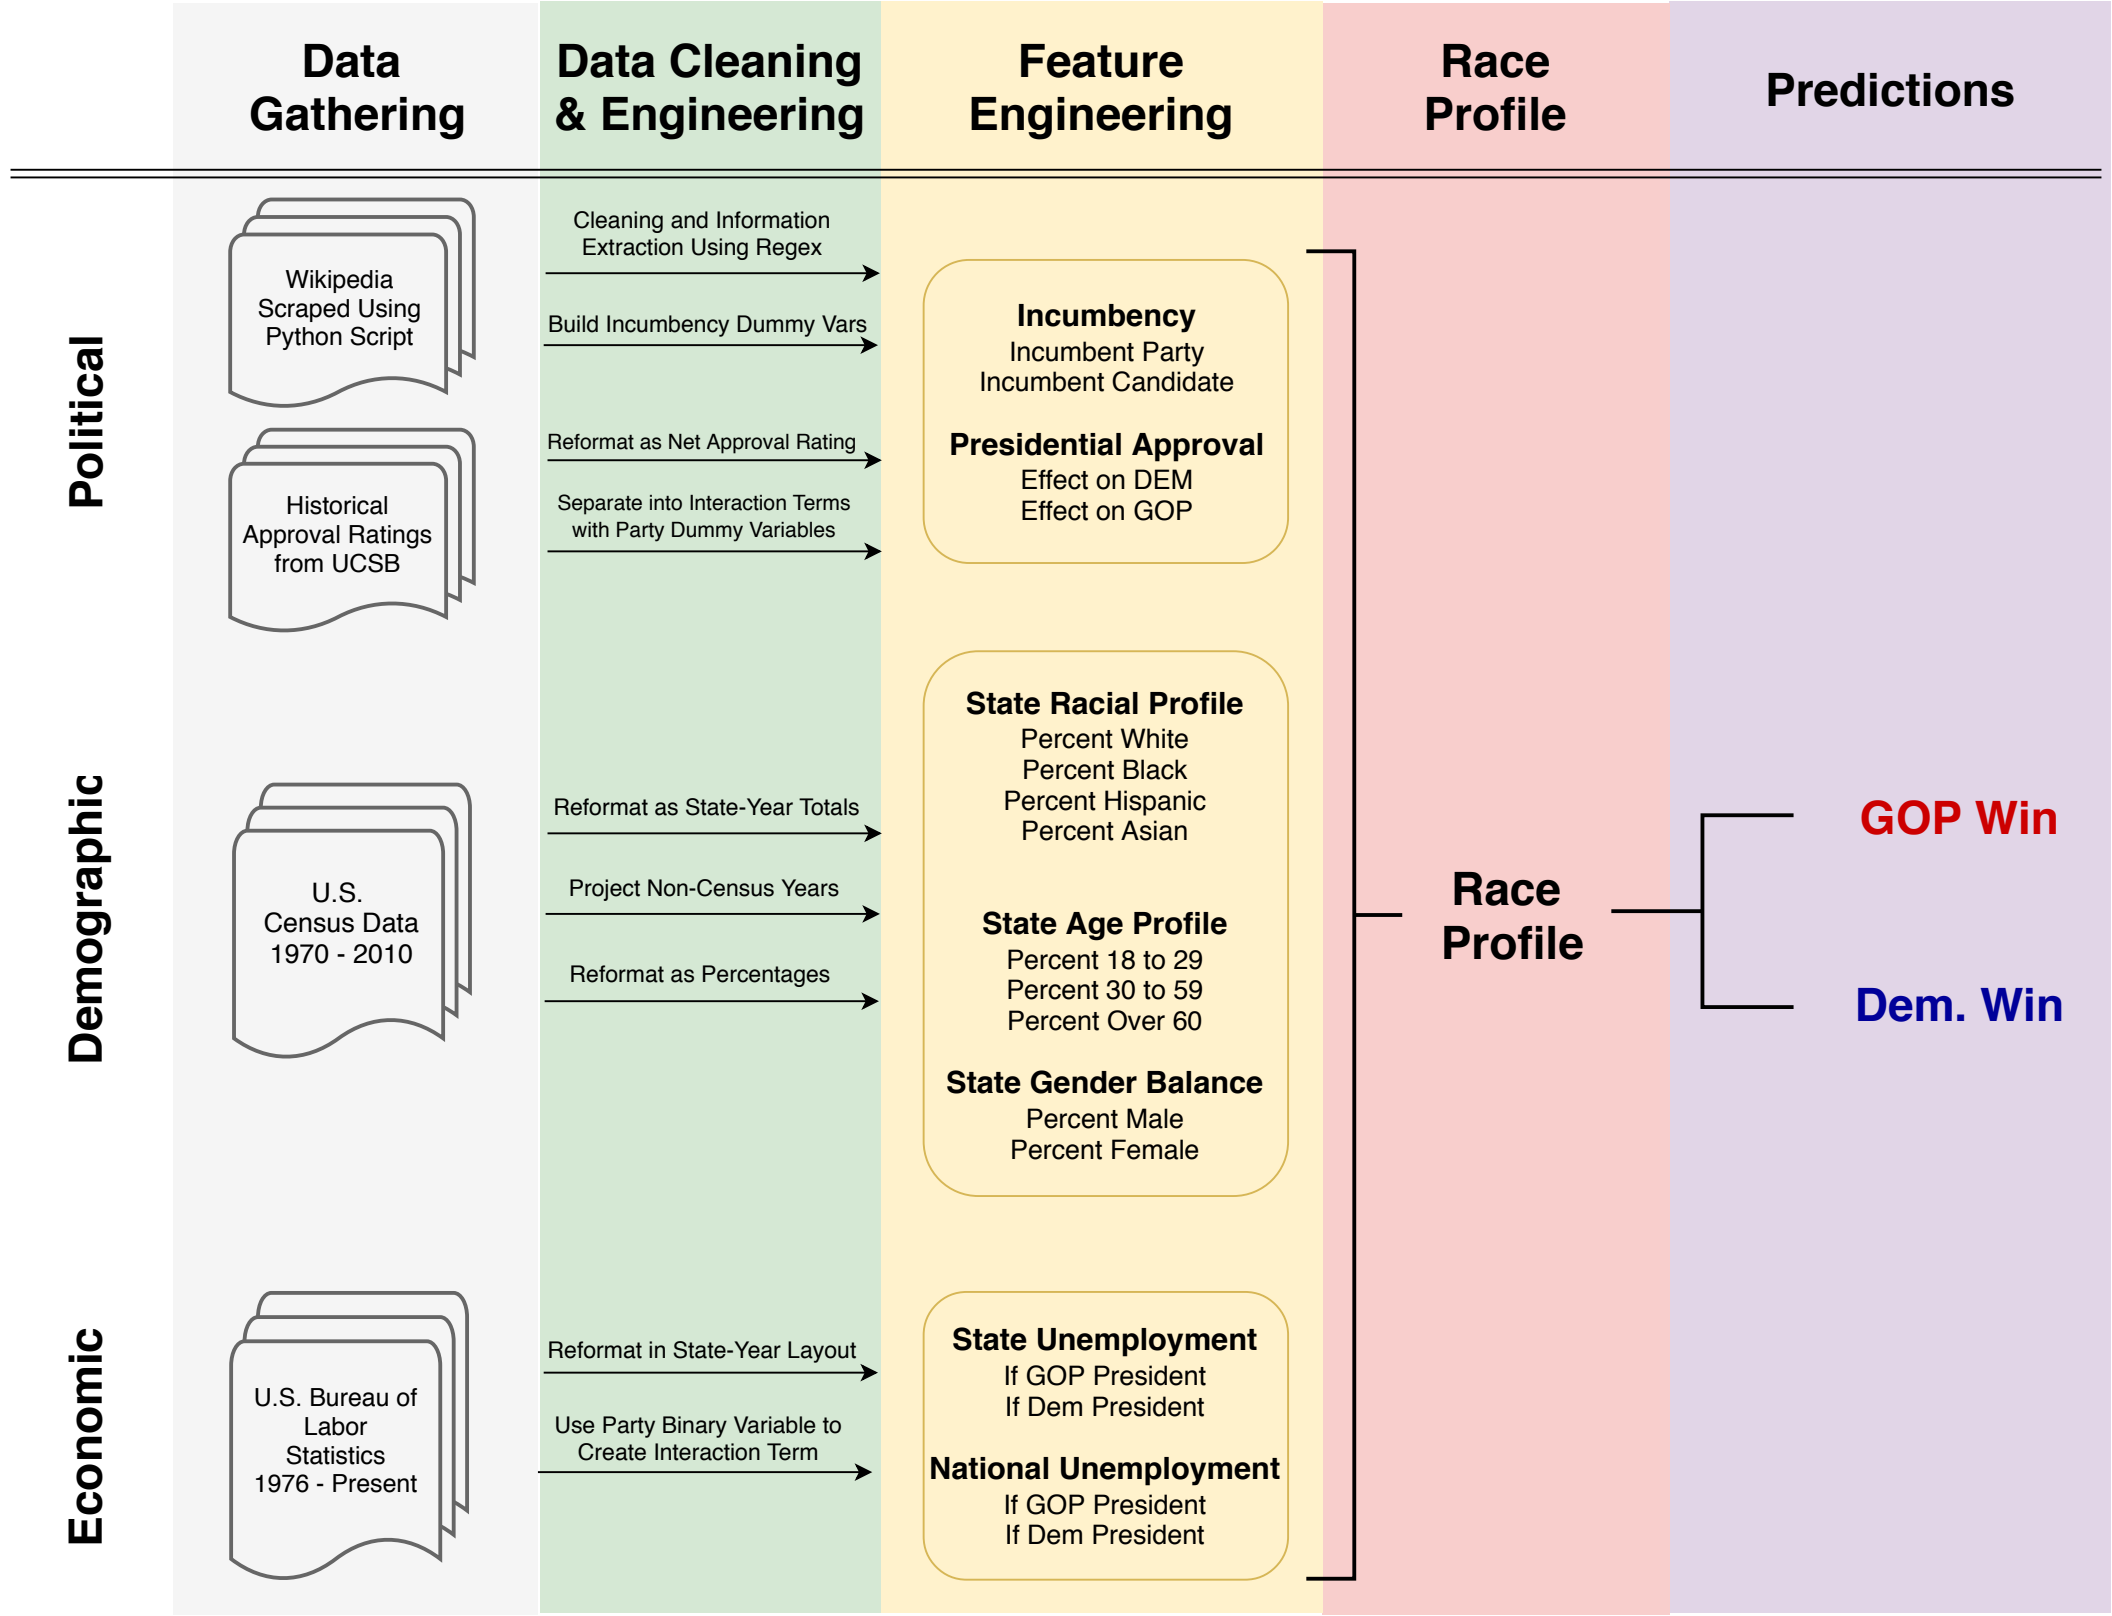 Data
Gathering
Data Cleaning
& Engineering
Feature
Engineering
Race
Profile
Predictions
Political
Wikipedia
Scraped Using
Python Script
Historical
Approval Ratings
from UCSB
Cleaning and Information
Extraction Using Regex
Build Incumbency Dummy Vars
Reformat as Net Approval Rating
Separate into Interaction Terms
with Party Dummy Variables
Incumbency
Incumbent Party
Incumbent Candidate
Presidential Approval
Effect on DEM
Effect on GOP
Demographic
U.S.
Census Data
1970 - 2010
Reformat as State-Year Totals
Project Non-Census Years
Reformat as Percentages
State Racial Profile
Percent White
Percent Black
Percent Hispanic
Percent Asian
State Age Profile
Percent 18 to 29
Percent 30 to 59
Percent Over 60
State Gender Balance
Percent Male
Percent Female
Economic
U.S. Bureau of
Labor
Statistics
1976 - Present
Reformat in State-Year Layout
Use Party Binary Variable to
Create Interaction Term
State Unemployment
If GOP President
If Dem President
National Unemployment
If GOP President
If Dem President
Race
Profile
GOP Win
Dem. Win